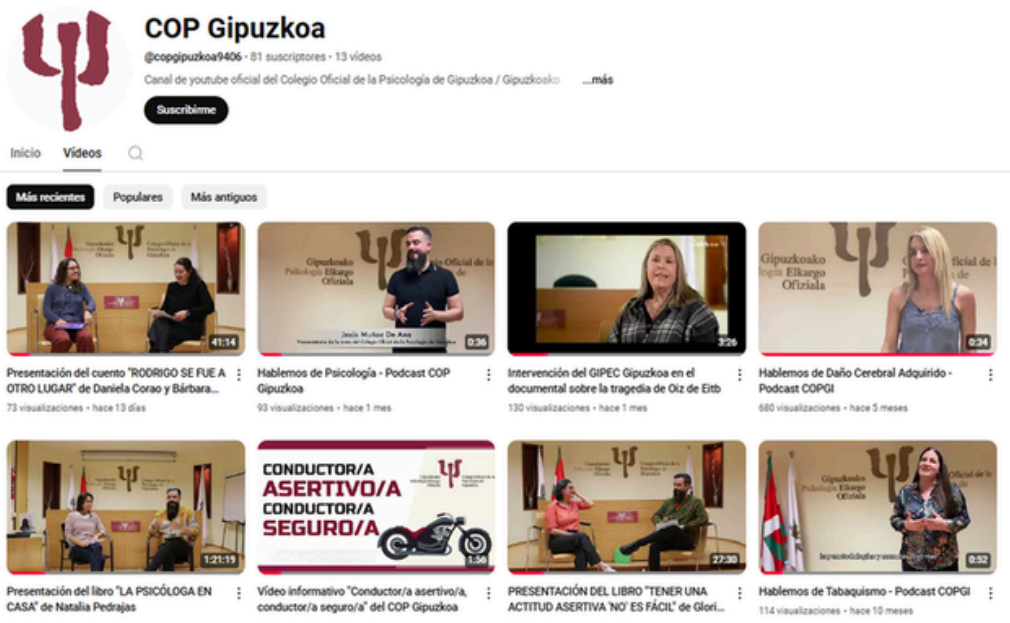 COP Gipuzkoa
@copgipuzkoa9406 • 81 suscriptores • 13 vídeos
Canal de youtube oficial del Colegio Oficial de la Psicología de Gipuzkoa / Gipuzkoako ...más
Suscribirme
Inicio Vídeos
Más recientes Populares Más antiguos
41:14
Gipuzkoako
Psikologia Elkargo
Ofiziala
Jesús Muñoz De Ana
0:36
3:26
Gipuzkoako
Elkargo
Ofiziala
0:34
Presentación del cuento "RODRIGO SE FUE A
OTRO LUGAR" de Daniela Corao y Bárbara...
73 visualizaciones • hace 13 días
Hablemos de Psicología - Podcast COP
Gipuzkoa
93 visualizaciones • hace 1 mes
Intervención del GIPEC Gipuzkoa en el
documental sobre la tragedia de Oiz de Eitb
130 visualizaciones • hace 1 mes
Hablemos de Daño Cerebral Adquirido -
Podcast COPGI
680 visualizaciones • hace 5 meses
1:21:19
CONDUCTOR/A
ASERTIVO/A
CONDUCTOR/A
SEGURO/A
1:56
27:30
Gipuzkoako
Psikologia Elkargo
Ofiziala
0:52
Presentación del libro "LA PSICÓLOGA EN
CASA" de Natalia Pedrajas
Vídeo informativo "Conductor/a asertivo/a,
conductor/a seguro/a" del COP Gipuzkoa
PRESENTACIÓN DEL LIBRO "TENER UNA
ACTITUD ASERTIVA 'NO' ES FÁCIL" de Glori...
Hablemos de Tabaquismo - Podcast COPGI
114 visualizaciones • hace 10 meses